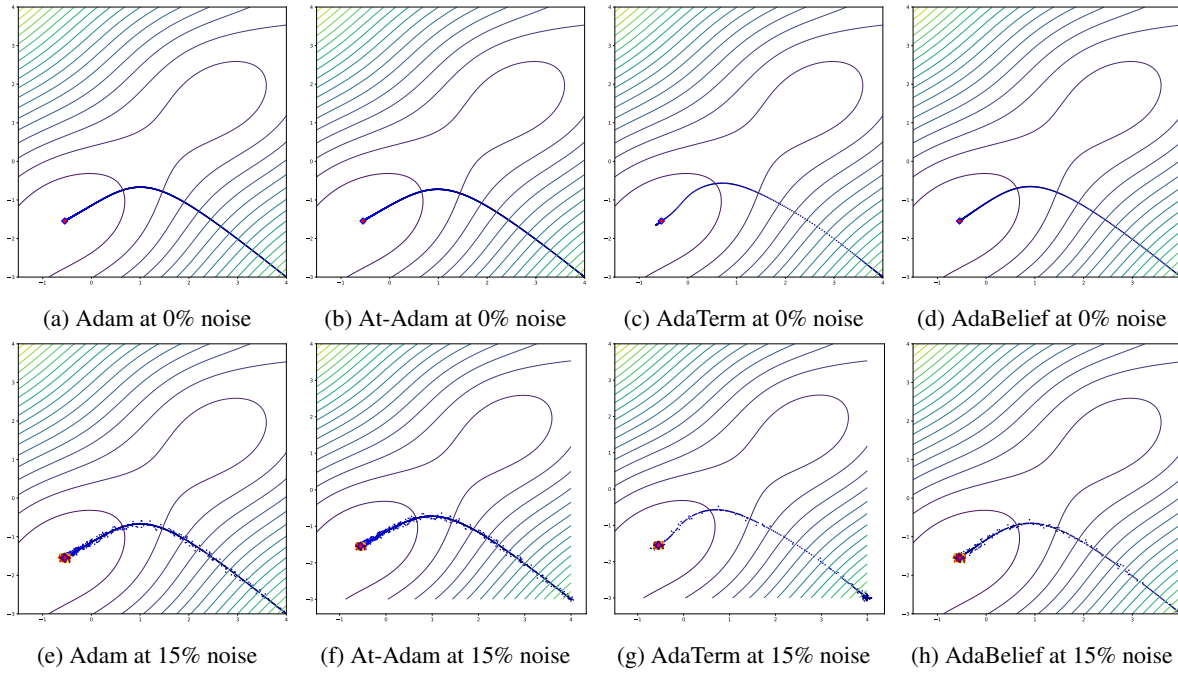 (a) Adam at 0% noise
(b) At-Adam at 0% noise
(c) AdaTerm at 0% noise
(d) AdaBelief at 0% noise
(e) Adam at 15% noise
(f) At-Adam at 15% noise
(g) AdaTerm at 15% noise
(h) AdaBelief at 15% noise